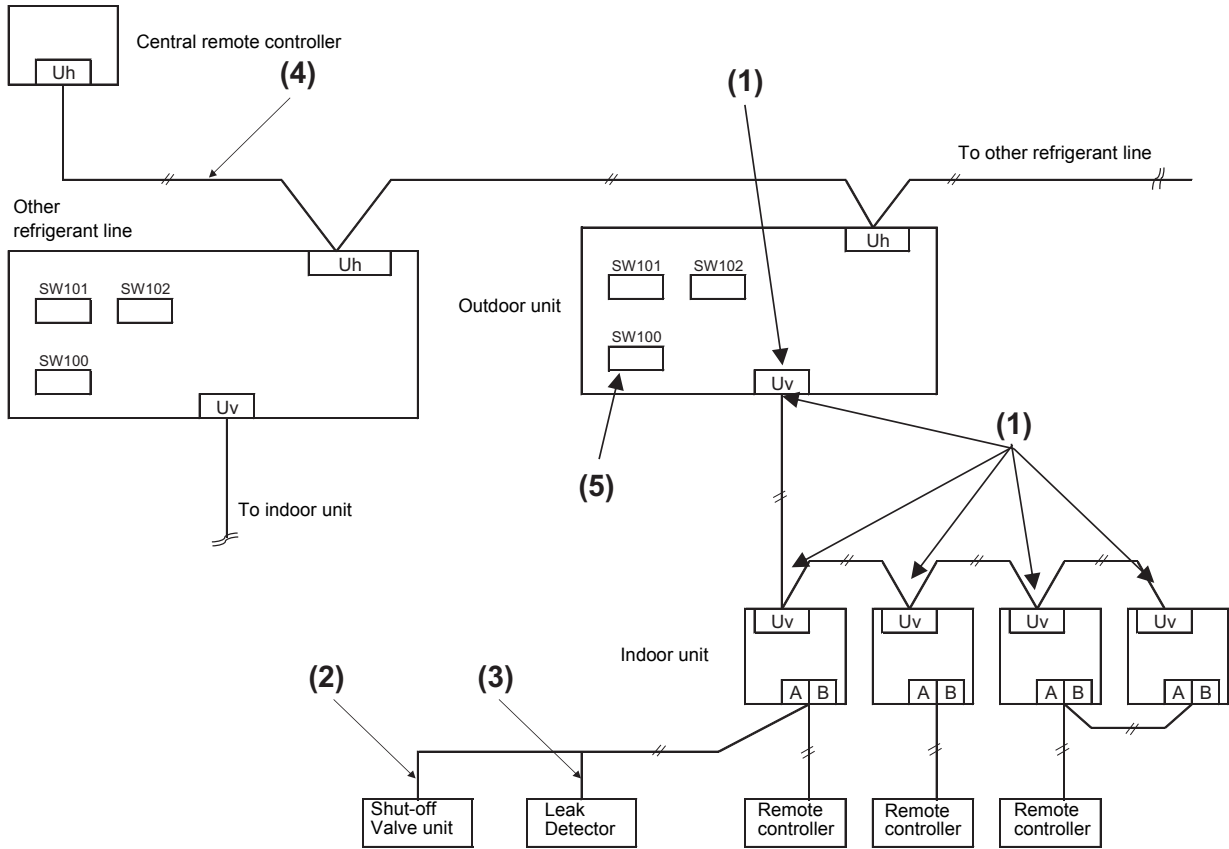 Central remote controller
Uh
(4)
(1)
To other refrigerant line
Other
refrigerant line
Uh
Uh
SW101
SW102
SW100
Uv
Outdoor unit
SW101
SW102
SW100
Uv
(5)
(1)
To indoor unit
Indoor unit
Uv
Uv
Uv
Uv
A B
A B
A B
A B
(2)
(3)
Shut-off
Valve unit
Leak
Detector
Remote
controller
Remote
controller
Remote
controller